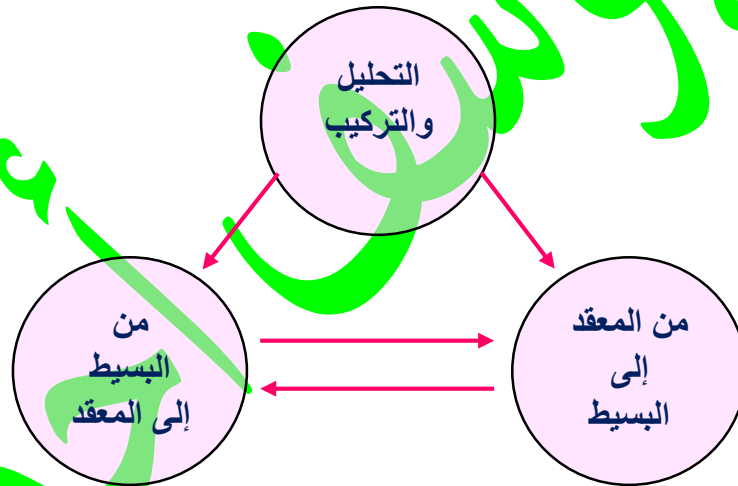 التحليل
والتركيب
من المعقد
إلى
البسيط
من
البسيط
إلى المعقد